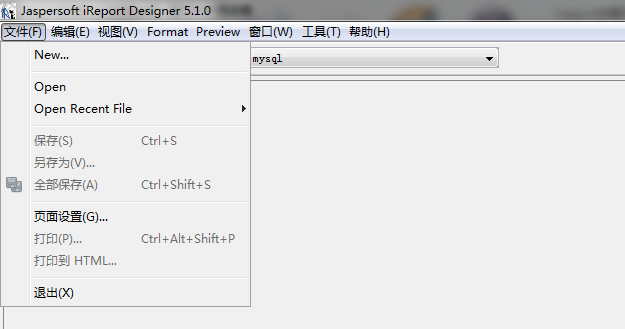 Jaspersoft iReport Designer 5.1.0
文件(F) 编辑(E) 视图(V) Format Preview 窗口(W) 工具(T) 帮助(H)
New...
mysql
Open
Open Recent File
保存(S) Ctrl+S
另存为(V)...
全部保存(A) Ctrl+Shift+S
页面设置(G)...
打印(P)... Ctrl+Alt+Shift+P
打印到 HTML...
退出(X)